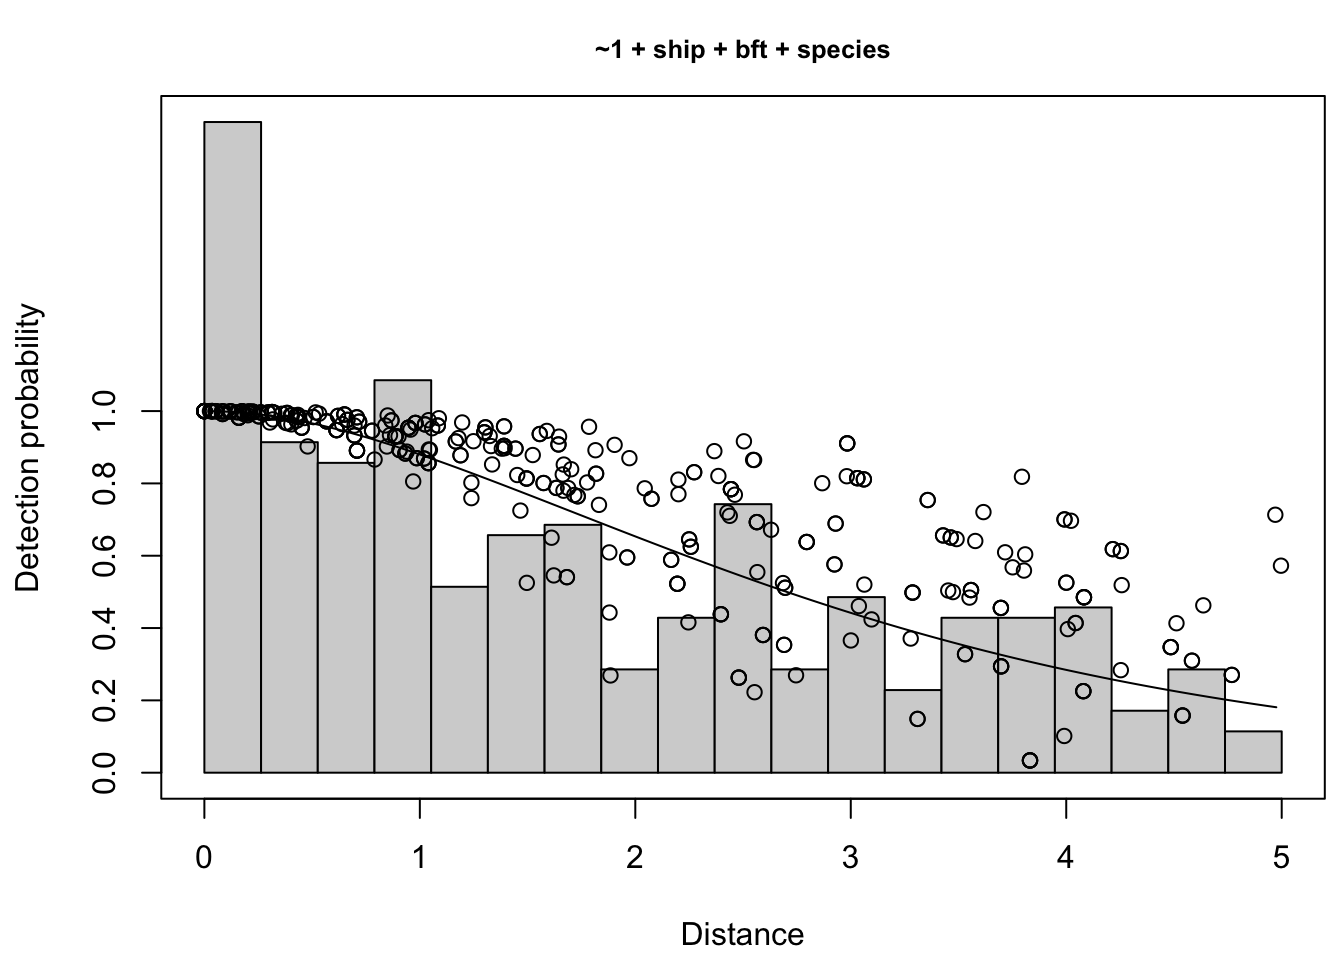 ~1 + ship + bft + species
Detection probability
1.0
0.8
0.6
0.4
0.2
0.0
0 1 2 3 4 5
Distance